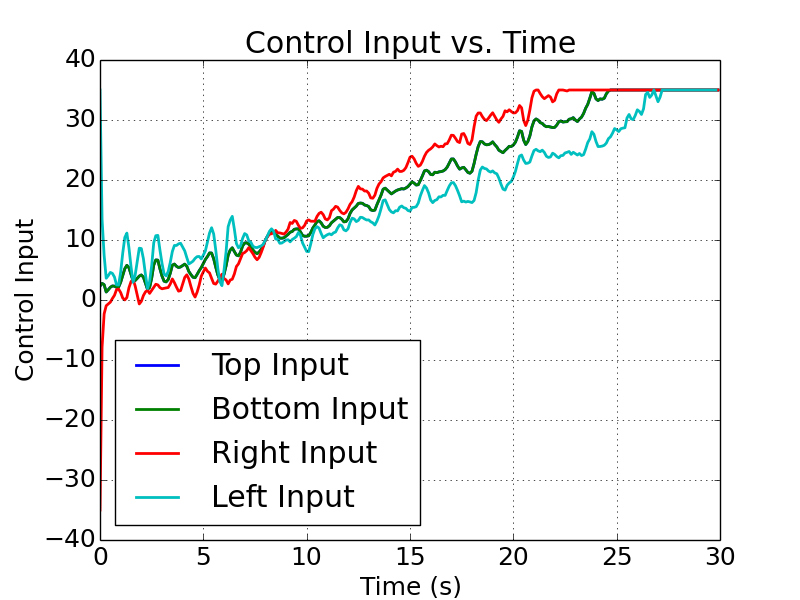 Control Input vs. Time
40
30
20
10
0
−10
−20
−30
−40
Control Input
Top Input
Bottom Input
Right Input
Left Input
0 5 10 15 20 25 30
Time (s)